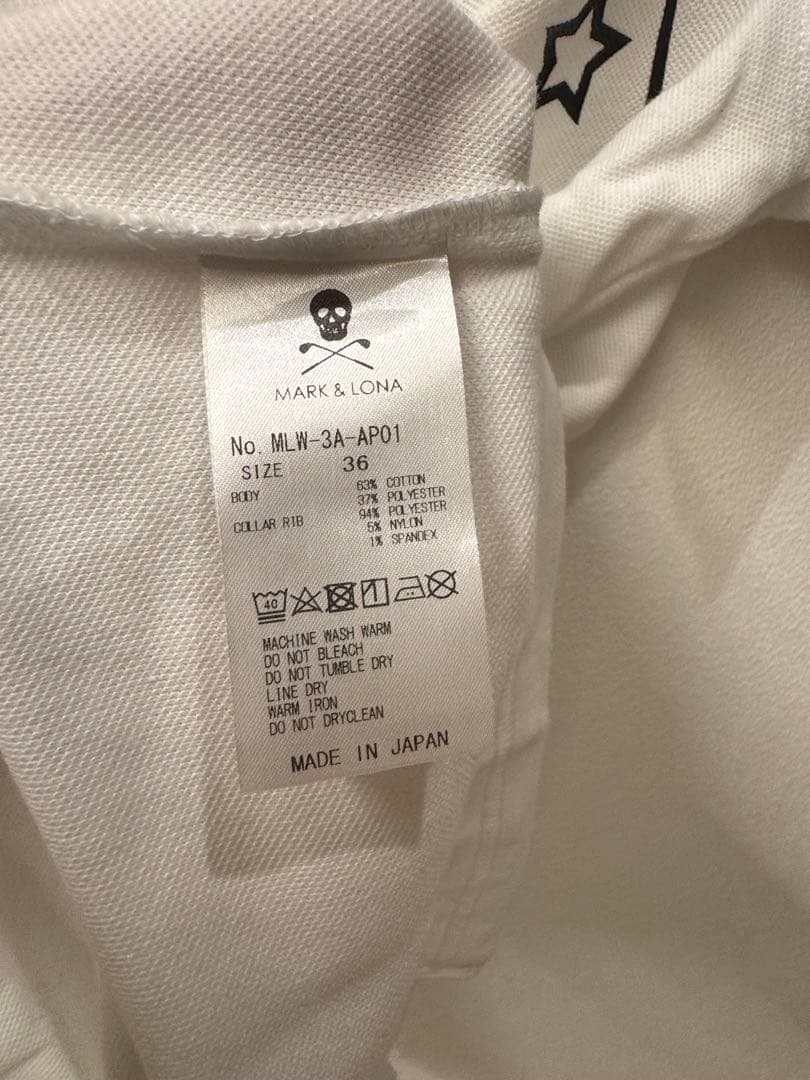 MARK & LONA
No. MLW-3A-AP01
SIZE 36
BODY 63% COTTON
37% POLYESTER
COLLAR RIB 94% POLYESTER
5% NYLON
1% SPANDEX
40
MACHINE WASH WARM
DO NOT BLEACH
DO NOT TUMBLE DRY
LINE DRY
WARM IRON
DO NOT DRYCLEAN
MADE IN JAPAN